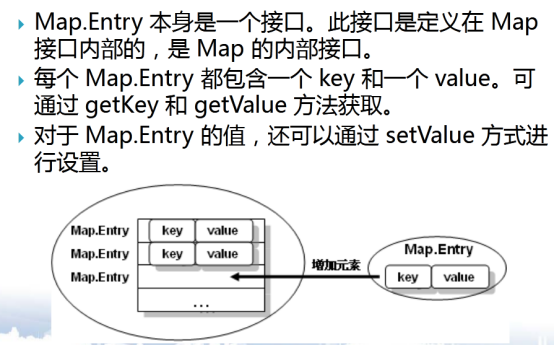 Map.Entry 本身是一个接口。此接口是定义在 Map
接口内部的，是 Map 的内部接口。
每个 Map.Entry 都包含一个 key 和一个 value。可
通过 getKey 和 getValue 方法获取。
对于 Map.Entry 的值，还可以通过 setValue 方式进
行设置。
Map.Entry key value
Map.Entry key value
Map.Entry
...
增加元素
Map.Entry
key value